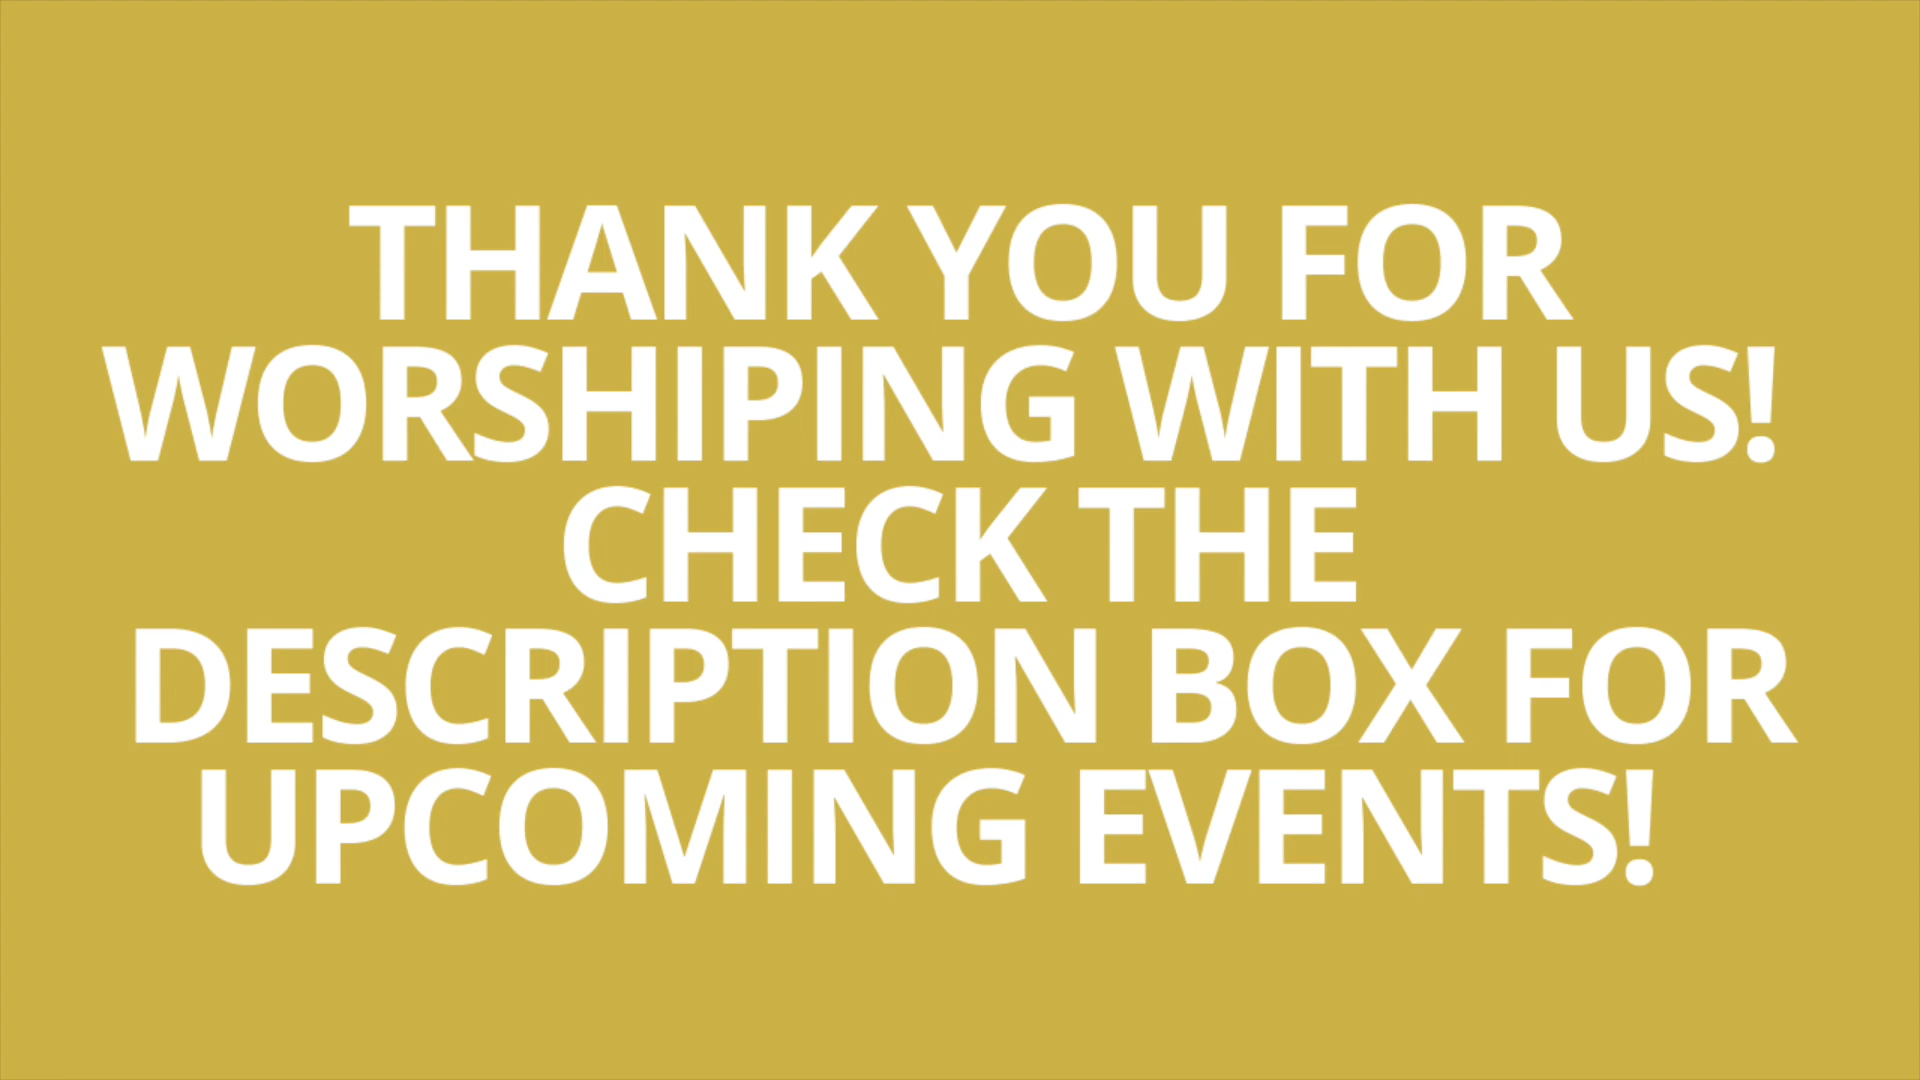 THANK YOU FOR
WORSHIPING WITH US!
CHECK THE
DESCRIPTION BOX FOR
UPCOMING EVENTS!